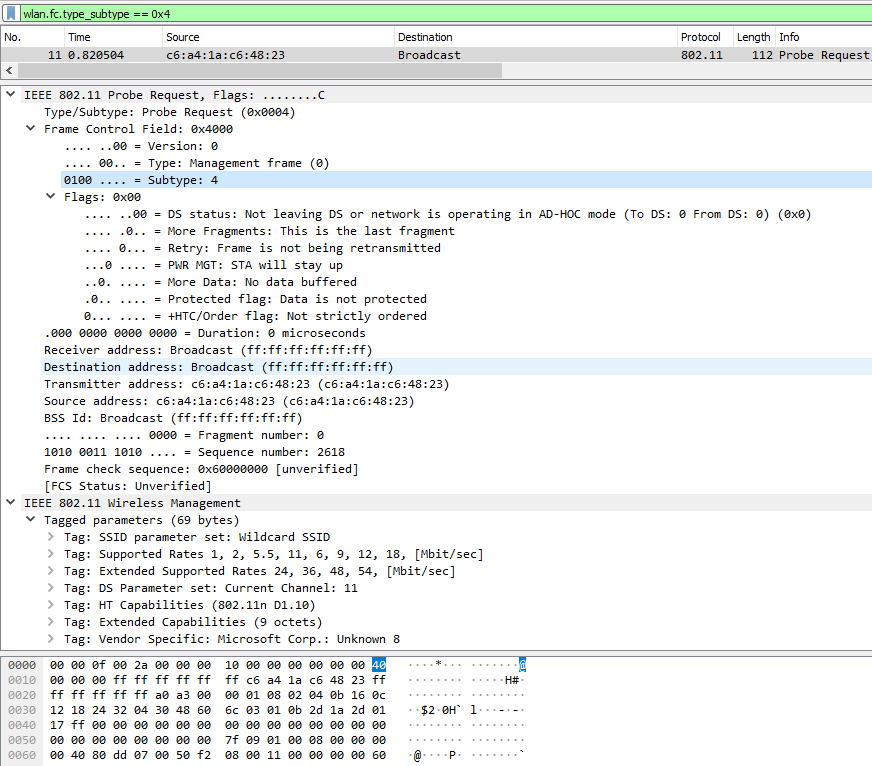 wlan.fc.type_subtype == 0x4
No. Time Source Destination Protocol Length Info
11 0.820504 c6:a4:1a:c6:48:23 Broadcast 802.11 112 Probe Request,
IEEE 802.11 Probe Request, Flags: ........C
Type/Subtype: Probe Request (0x0004)
Frame Control Field: 0x4000
.... ..00 = Version: 0
.... 00.. = Type: Management frame (0)
0100 .... = Subtype: 4
Flags: 0x00
.... ..00 = DS status: Not leaving DS or network is operating in AD-HOC mode (To DS: 0 From DS: 0) (0x0)
.... .0.. = More Fragments: This is the last fragment
.... 0... = Retry: Frame is not being retransmitted
...0 .... = PWR MGT: STA will stay up
..0. .... = More Data: No data buffered
.0.. .... = Protected flag: Data is not protected
0... .... = +HTC/Order flag: Not strictly ordered
.000 0000 0000 0000 = Duration: 0 microseconds
Receiver address: Broadcast (ff:ff:ff:ff:ff:ff)
Destination address: Broadcast (ff:ff:ff:ff:ff:ff)
Transmitter address: c6:a4:1a:c6:48:23 (c6:a4:1a:c6:48:23)
Source address: c6:a4:1a:c6:48:23 (c6:a4:1a:c6:48:23)
BSS Id: Broadcast (ff:ff:ff:ff:ff:ff)
.... .... .... 0000 = Fragment number: 0
1010 0011 1010 .... = Sequence number: 2618
Frame check sequence: 0x60000000 [unverified]
[FCS Status: Unverified]
IEEE 802.11 Wireless Management
Tagged parameters (69 bytes)
Tag: SSID parameter set: Wildcard SSID
Tag: Supported Rates 1, 2, 5.5, 11, 6, 9, 12, 18, [Mbit/sec]
Tag: Extended Supported Rates 24, 36, 48, 54, [Mbit/sec]
Tag: DS Parameter set: Current Channel: 11
Tag: HT Capabilities (802.11n D1.10)
Tag: Extended Capabilities (9 octets)
Tag: Vendor Specific: Microsoft Corp.: Unknown 8
0000 00 00 0f 00 2a 00 00 00 10 00 00 00 00 00 00 40 ····*··· ·······@
0010 00 00 00 ff ff ff ff ff ff c6 a4 1a c6 48 23 ff ········ ·····H#·
0020 ff ff ff ff ff a0 a3 00 00 01 08 02 04 0b 16 0c ········ ········
0030 12 18 24 32 04 30 48 60 6c 03 01 0b 2d 1a 2d 01 ··$2·0H` l···-·-·
0040 17 ff 00 00 00 00 00 00 00 00 00 00 00 00 00 00 ········ ········
0050 00 00 00 00 00 00 00 00 7f 09 01 00 08 00 00 00 ········ ········
0060 00 40 80 dd 07 00 50 f2 08 00 11 00 00 00 00 60 ·@····P· ·······`